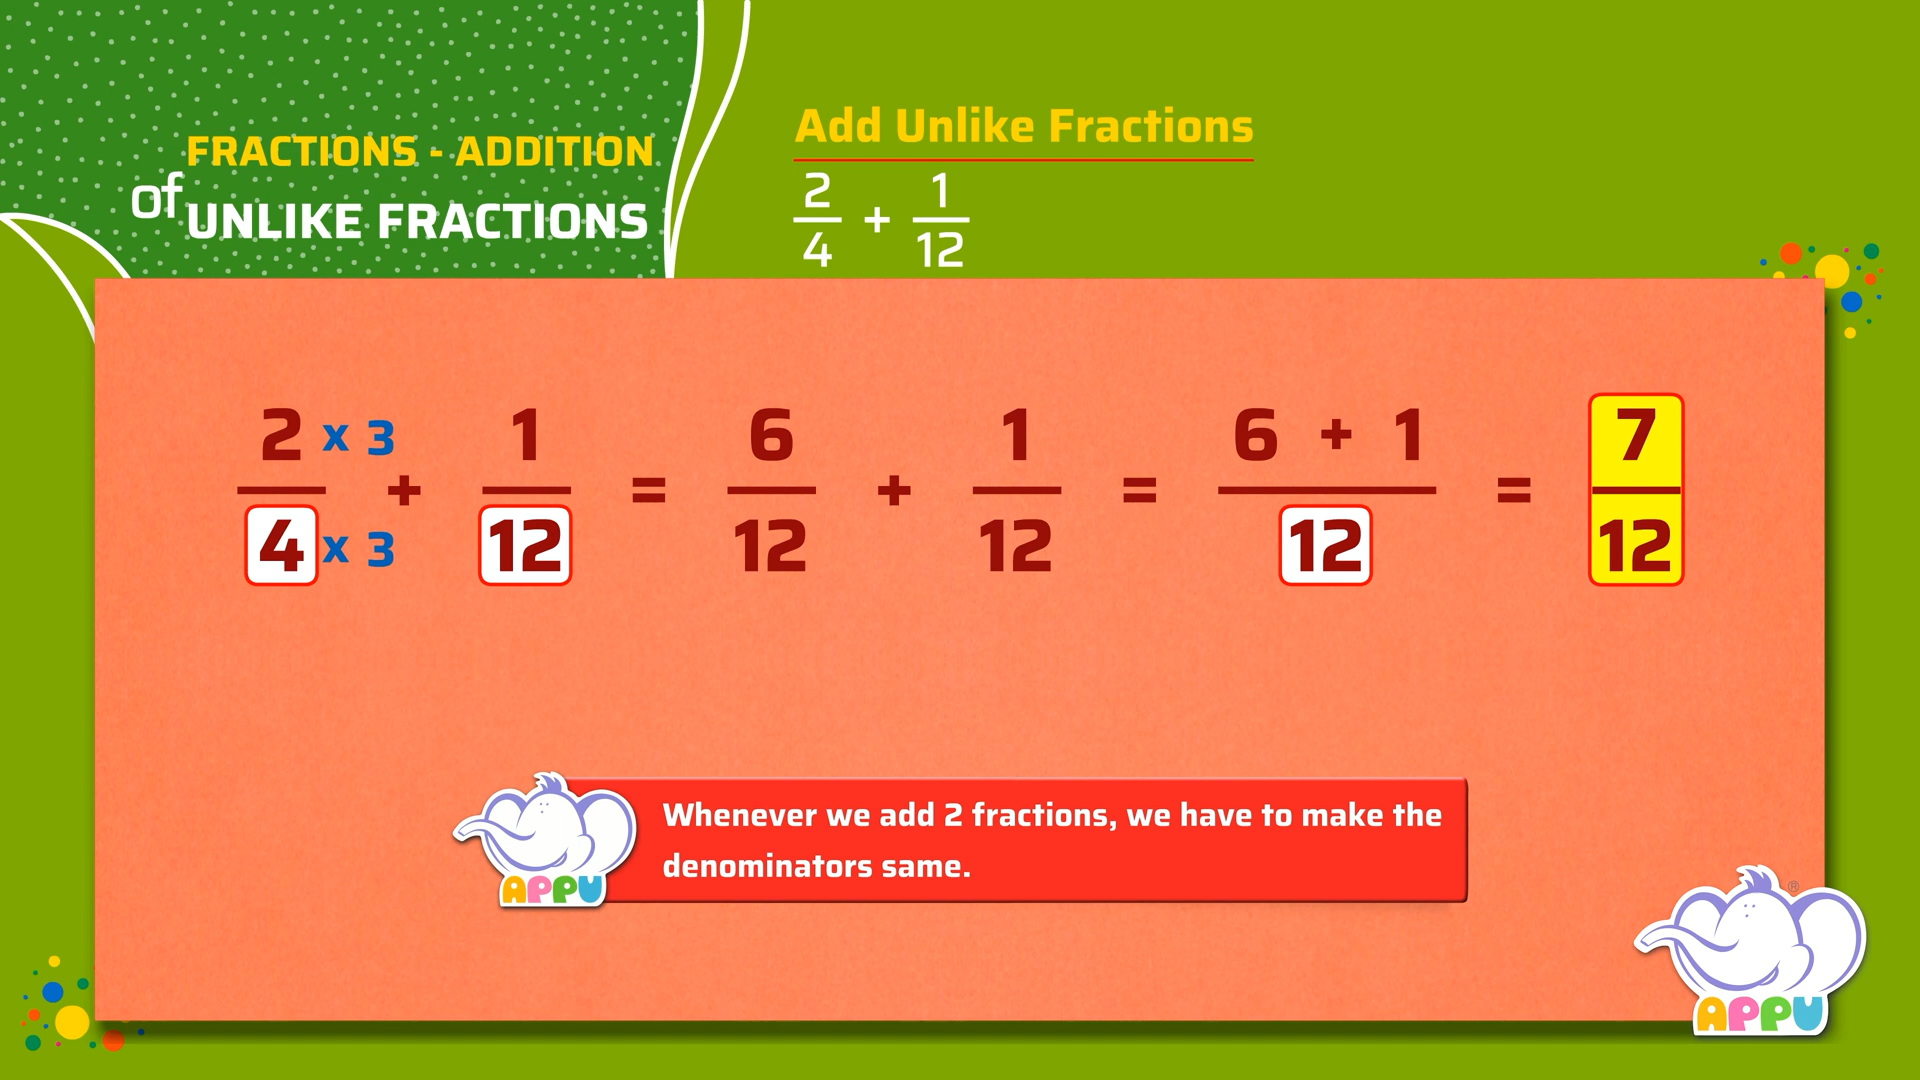 FRACTIONS - ADDITION
of UNLIKE FRACTIONS
Add Unlike Fractions
2/4 + 1/12
2 x 3/4 x 3 + 1/12 = 6/12 + 1/12 = 6 + 1/12 = 7/12
Whenever we add 2 fractions, we have to make the
denominators same.
APPU
®
APPU